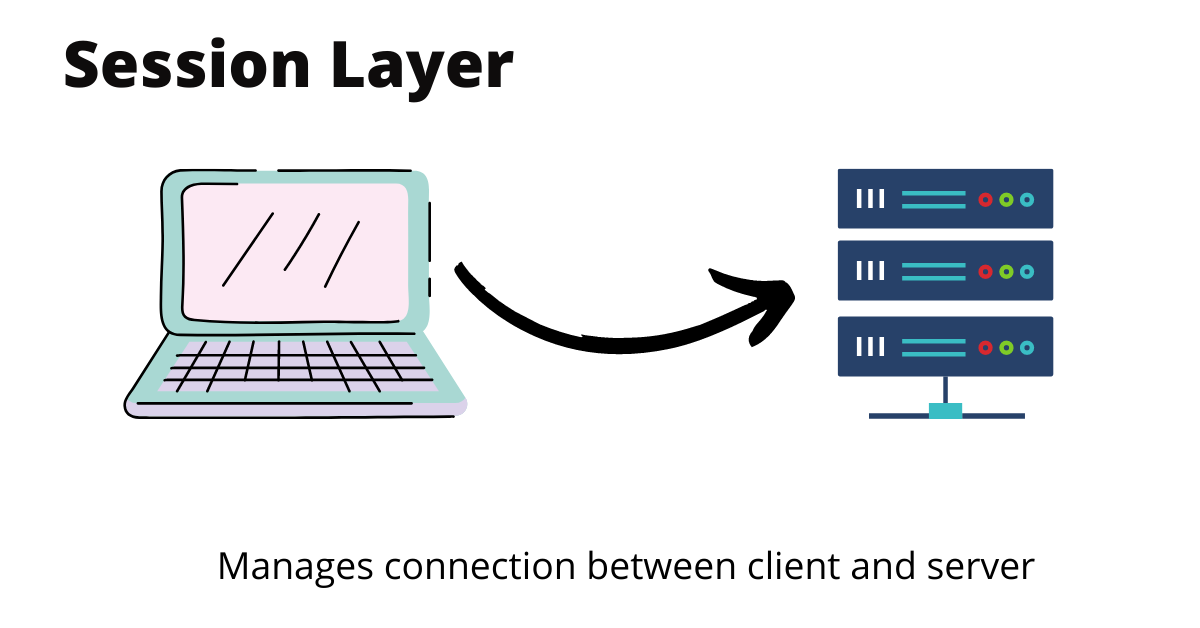 Session Layer
Manages connection between client and server